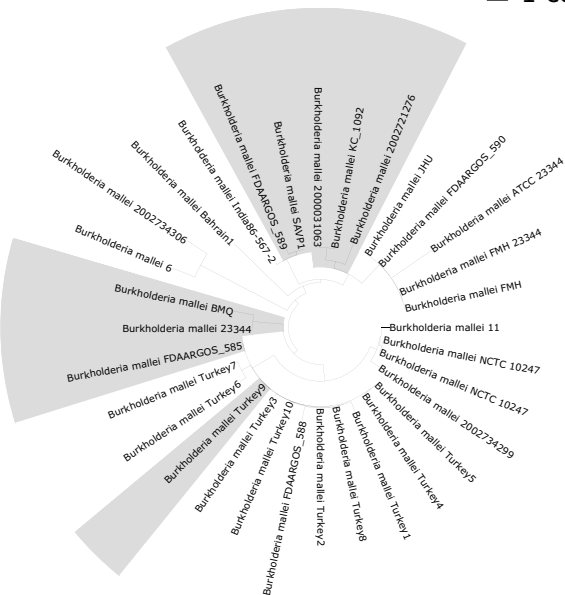 Burkholderia mallei FDAARGOS_589
Burkholderia mallei SAVP1
Burkholderia mallei 2000031063
Burkholderia mallei KC_1092
Burkholderia mallei 2002721276
Burkholderia mallei JHU
Burkholderia mallei FDAARGOS_590
Burkholderia mallei ATCC 23344
Burkholderia mallei FMH 23344
Burkholderia mallei FMH
Burkholderia mallei 11
Burkholderia mallei NCTC 10247
Burkholderia mallei NCTC 10247
Burkholderia mallei 2002734299
Burkholderia mallei Turkey5
Burkholderia mallei Turkey4
Burkholderia mallei Turkey1
Burkholderia mallei Turkey8
Burkholderia mallei Turkey2
Burkholderia mallei FDAARGOS_588
Burkholderia mallei Turkey10
Burkholderia mallei Turkey3
Burkholderia mallei Turkey9
Burkholderia mallei Turkey6
Burkholderia mallei Turkey7
Burkholderia mallei FDAARGOS_585
Burkholderia mallei 23344
Burkholderia mallei BMQ
Burkholderia mallei 6
Burkholderia mallei 2002734306
Burkholderia mallei Bahrain1
Burkholderia mallei India86-567-2